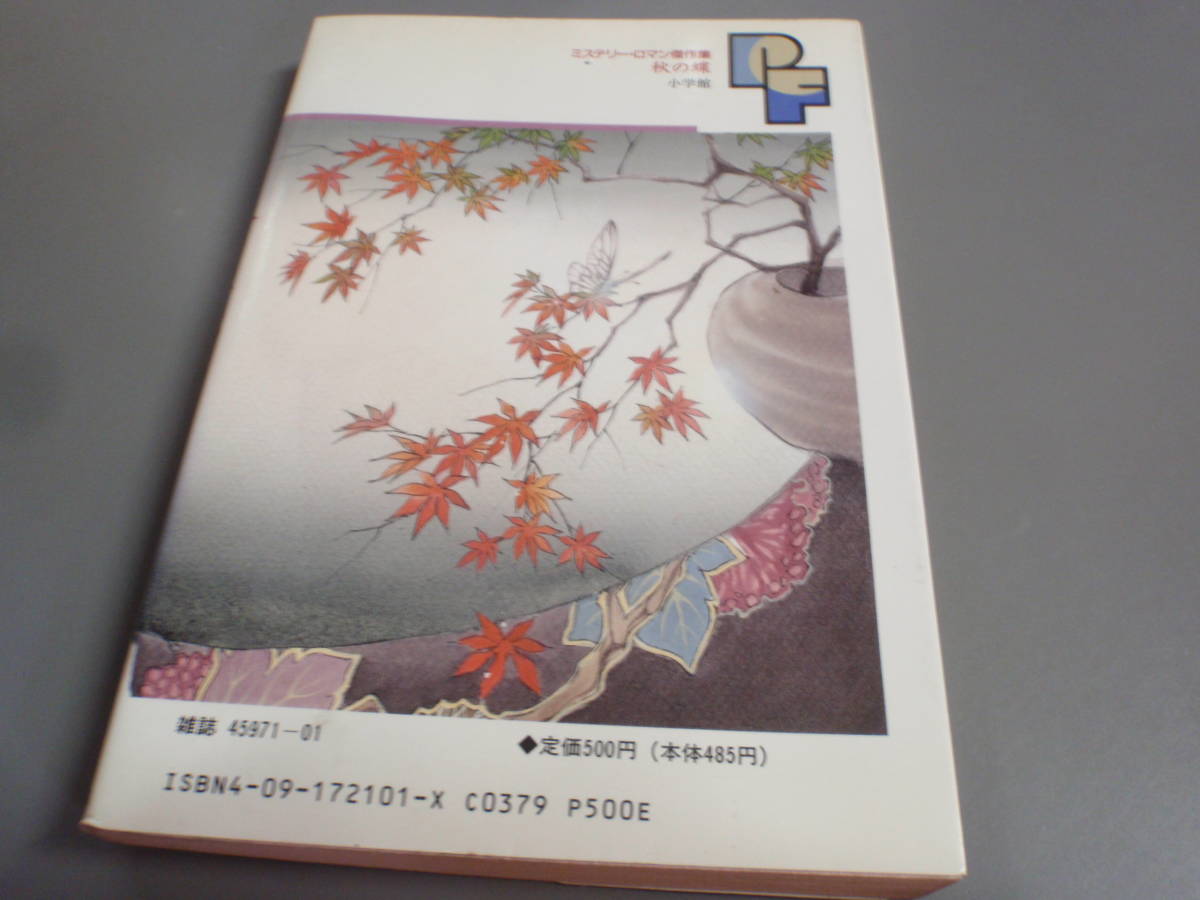 ミステリー・ロマン傑作集
秋の蝶
小学館
PF
雑誌 45971-01
◆定価500円(本体485円)
ISBN4-09-172101-X C0379 P500E